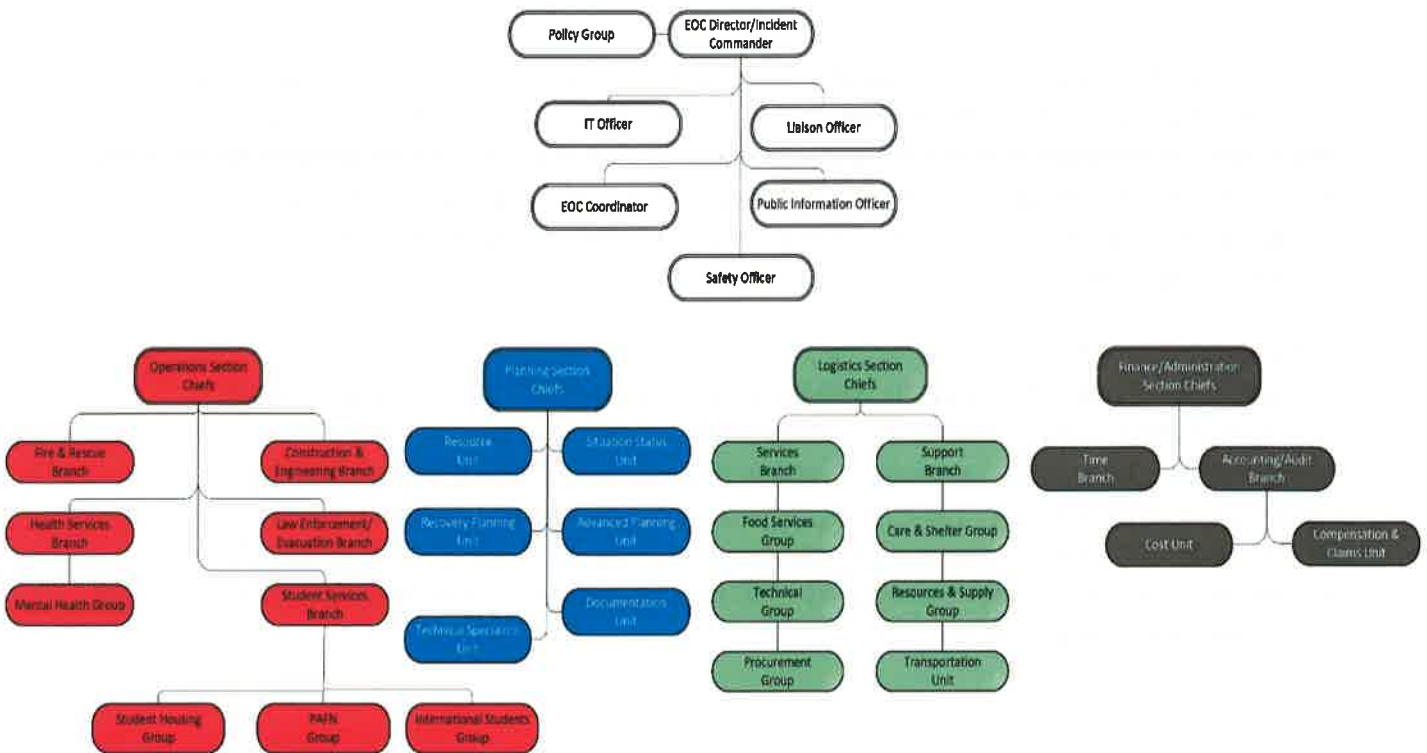 Policy Group
EOC Director/Incident
Commander
IT Officer
Liaison Officer
EOC Coordinator
Public Information Officer
Safety Officer
Operations Section
Chiefs
Fire & Rescue
Branch
Construction &
Engineering Branch
Health Services
Branch
Law Enforcement/
Evacuation Branch
Mental Health Group
Student Services
Branch
Student Housing
Group
PAFN
Group
International Students
Group
Planning Section
Chiefs
Resource
Unit
Situation Status
Unit
Recovery Planning
Unit
Advanced Planning
Unit
Documentation
Unit
Technical Specialist
Unit
Logistics Section
Chiefs
Services
Branch
Support
Branch
Food Services
Group
Care & Shelter Group
Technical
Group
Resources & Supply
Group
Procurement
Group
Transportation
Unit
Finance/Administration
Section Chiefs
Time
Branch
Accounting/Audit
Branch
Cost Unit
Compensation &
Claims Unit